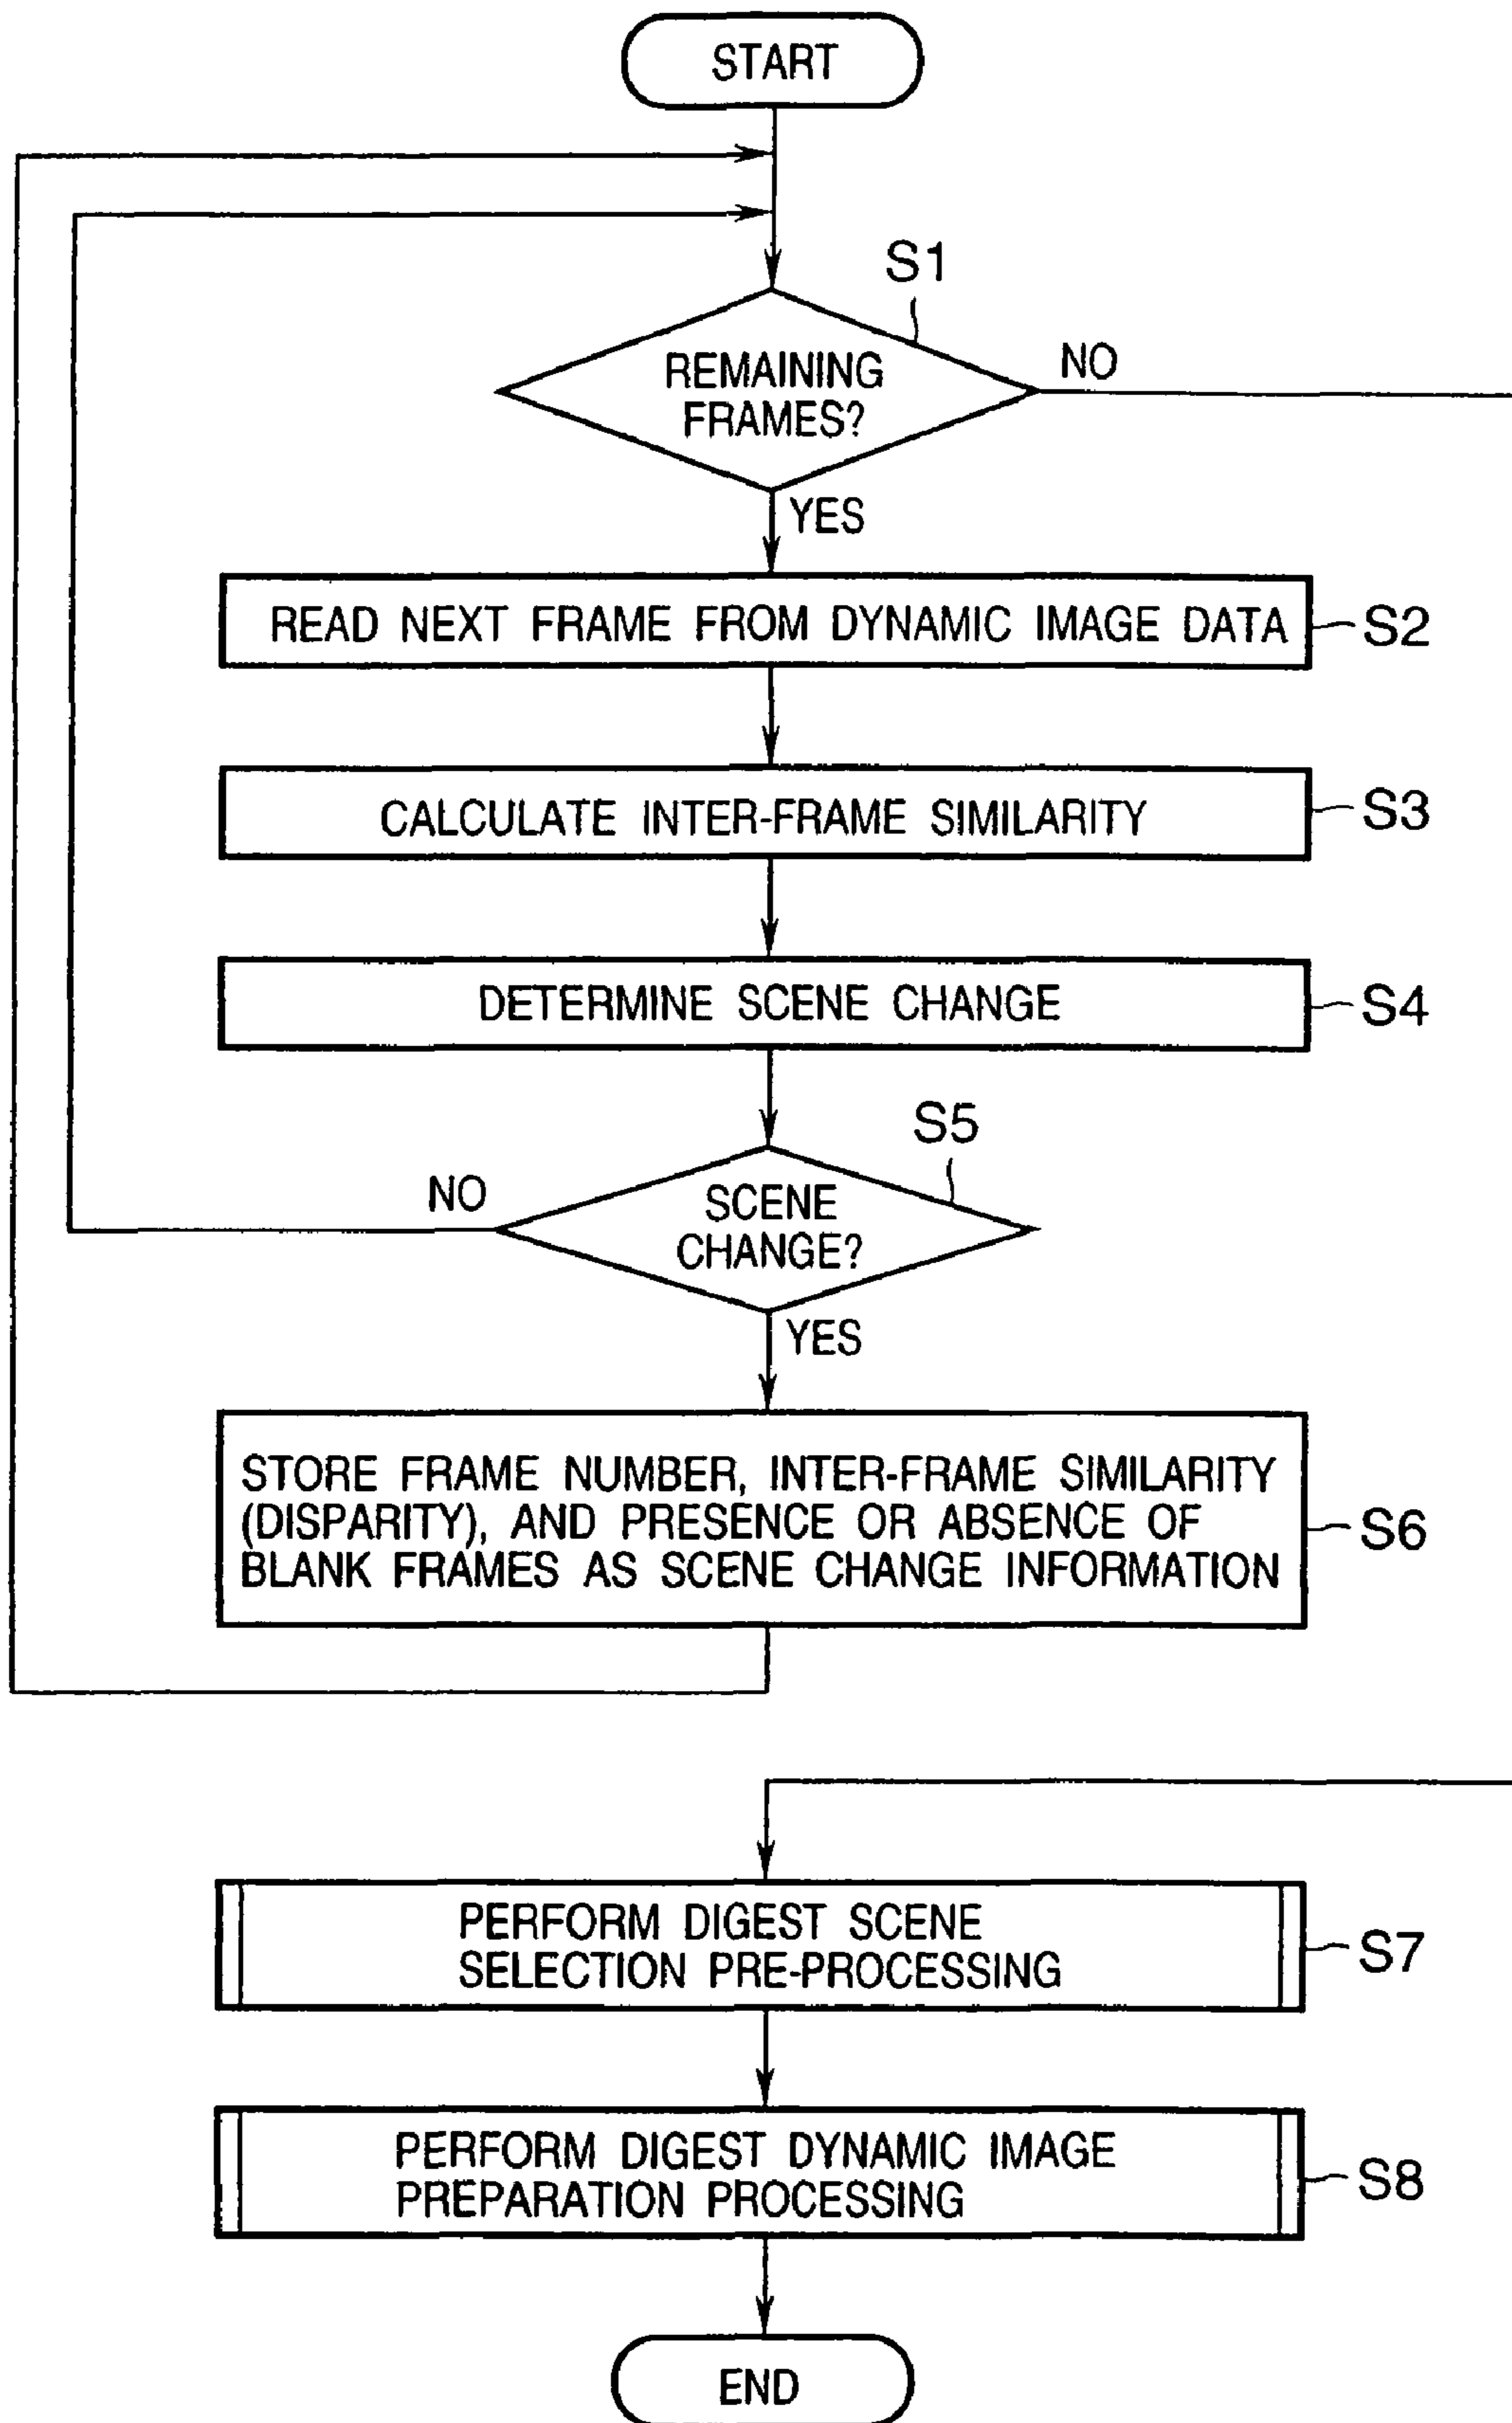 START
S1
REMAINING
FRAMES?
NO
YES
READ NEXT FRAME FROM DYNAMIC IMAGE DATA
S2
CALCULATE INTER-FRAME SIMILARITY
S3
DETERMINE SCENE CHANGE
S4
S5
NO
SCENE
CHANGE?
YES
STORE FRAME NUMBER, INTER-FRAME SIMILARITY
(DISPARITY), AND PRESENCE OR ABSENCE OF
BLANK FRAMES AS SCENE CHANGE INFORMATION
S6
PERFORM DIGEST SCENE
SELECTION PRE-PROCESSING
S7
PERFORM DIGEST DYNAMIC IMAGE
PREPARATION PROCESSING
S8
END